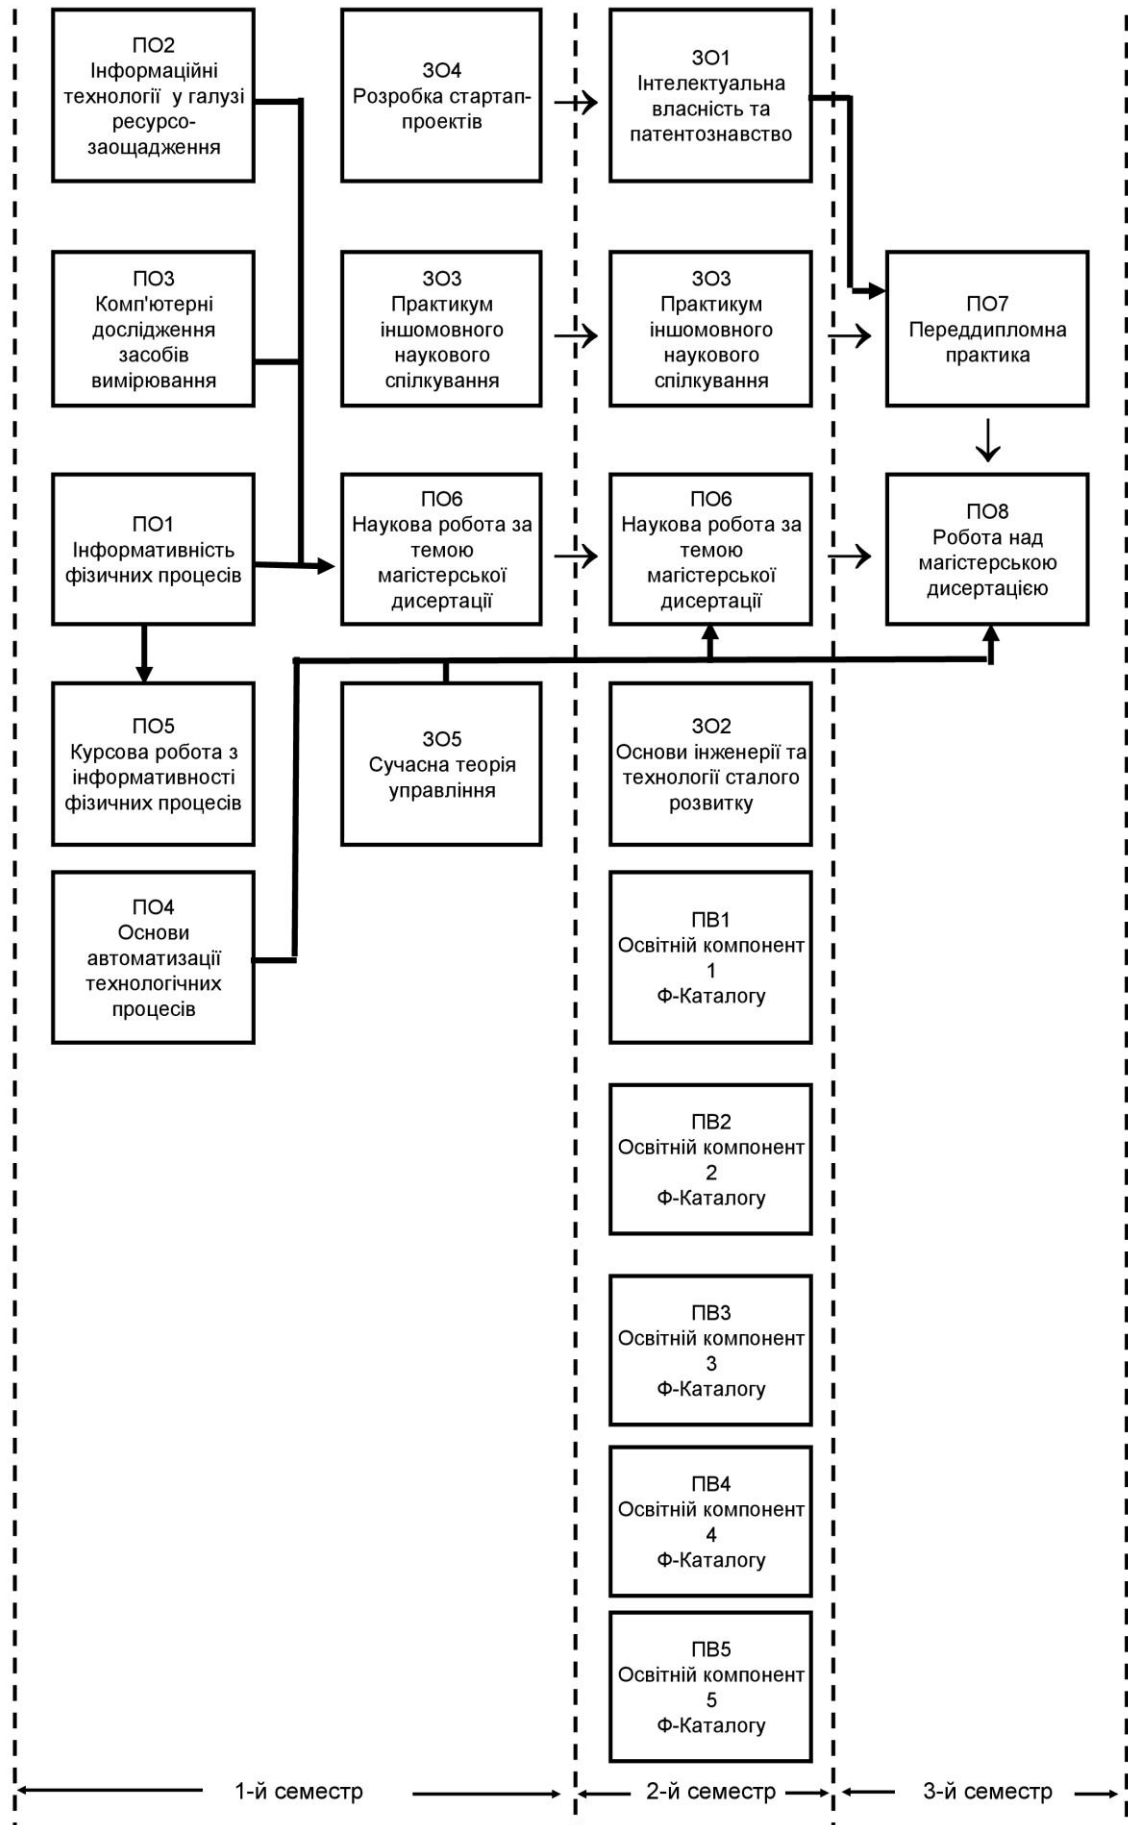 ПО2
Інформаційні
технології у галузі
ресурсо-
заощадження
ЗО4
Розробка стартап-
проектів
ЗО1
Інтелектуальна
власність та
патентознавство
ПО3
Комп'ютерні
дослідження
засобів
вимірювання
ЗО3
Практикум
іншомовного
наукового
спілкування
ЗО3
Практикум
іншомовного
наукового
спілкування
ПО7
Переддипломна
практика
ПО1
Інформативність
фізичних процесів
ПО6
Наукова робота за
темою
магістерської
дисертації
ПО6
Наукова робота за
темою
магістерської
дисертації
ПО8
Робота над
магістерською
дисертацією
ПО5
Курсова робота з
інформативності
фізичних процесів
ЗО5
Сучасна теорія
управління
ЗО2
Основи інженерії та
технології сталого
розвитку
ПО4
Основи
автоматизації
технологічних
процесів
ПВ1
Освітній компонент
1
Ф-Каталогу
ПВ2
Освітній компонент
2
Ф-Каталогу
ПВ3
Освітній компонент
3
Ф-Каталогу
ПВ4
Освітній компонент
4
Ф-Каталогу
ПВ5
Освітній компонент
5
Ф-Каталогу
1-й семестр
2-й семестр
3-й семестр